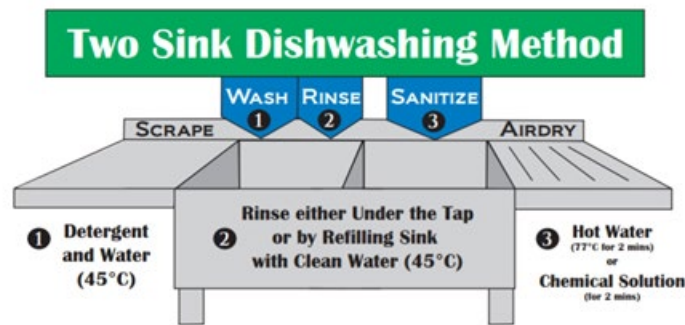 Two Sink Dishwashing Method
WASH RINSE SANITIZE
1 2 3
SCRAPE AIRDRY
1 Detergent
and Water
(45°C)
2 Rinse either Under the Tap
or by Refilling Sink
with Clean Water (45°C)
3 Hot Water
(77°C for 2 mins)
or
Chemical Solution
(for 2 mins)